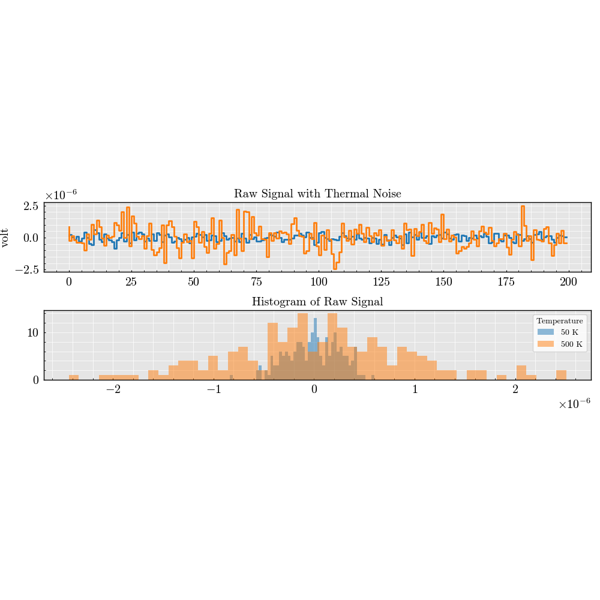 Raw Signal with Thermal Noise
×10⁻⁶
volt
2.5
0.0
−2.5
0 25 50 75 100 125 150 175 200
Histogram of Raw Signal
10
0
Temperature
50 K
500 K
−2 −1 0 1 2
×10⁻⁶